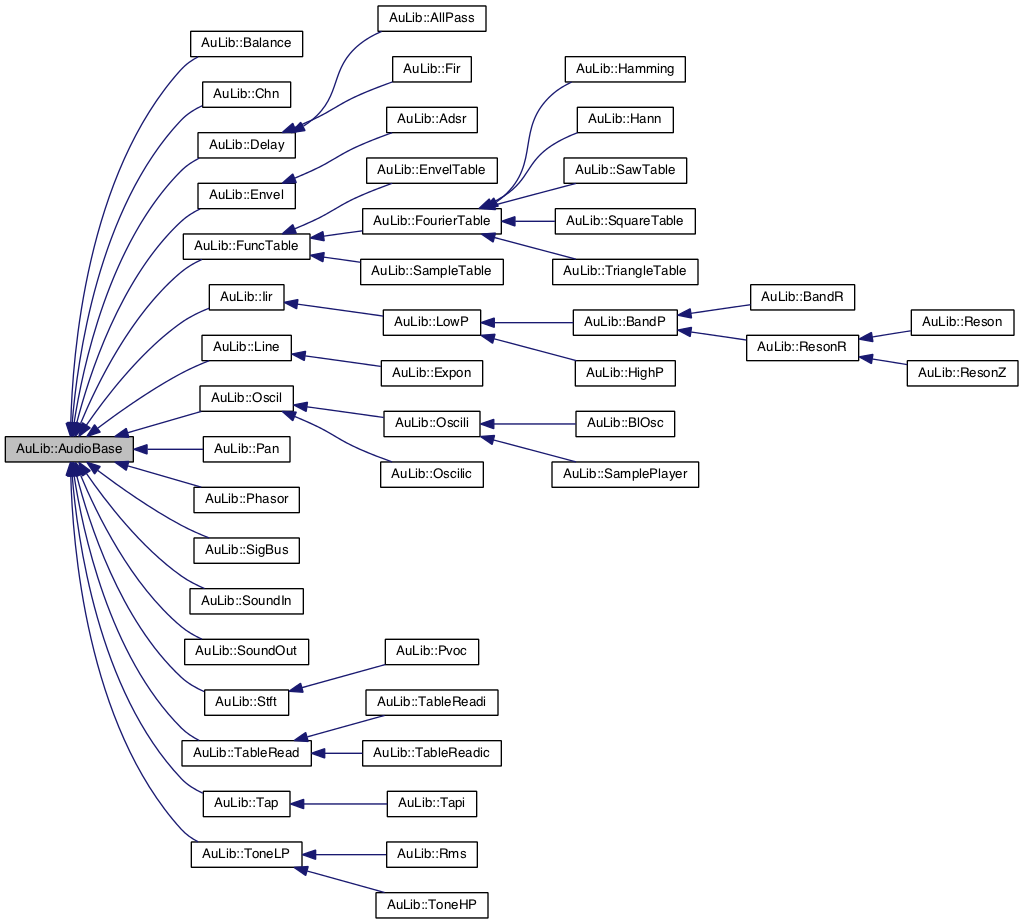 AuLib::AllPass
AuLib::Balance
AuLib::Fir
AuLib::Hamming
AuLib::Chn
AuLib::Adsr
AuLib::Hann
AuLib::Delay
AuLib::EnvelTable
AuLib::SawTable
AuLib::Envel
AuLib::FourierTable
AuLib::SquareTable
AuLib::FuncTable
AuLib::SampleTable
AuLib::TriangleTable
AuLib::Iir
AuLib::BandR
AuLib::LowP
AuLib::BandP
AuLib::Reson
AuLib::Line
AuLib::ResonR
AuLib::Expon
AuLib::HighP
AuLib::ResonZ
AuLib::Oscil
AuLib::Oscili
AuLib::BlOsc
AuLib::AudioBase
AuLib::Pan
AuLib::Oscilic
AuLib::SamplePlayer
AuLib::Phasor
AuLib::SigBus
AuLib::SoundIn
AuLib::SoundOut
AuLib::Pvoc
AuLib::Stft
AuLib::TableReadi
AuLib::TableRead
AuLib::TableReadic
AuLib::Tap
AuLib::Tapi
AuLib::ToneLP
AuLib::Rms
AuLib::ToneHP